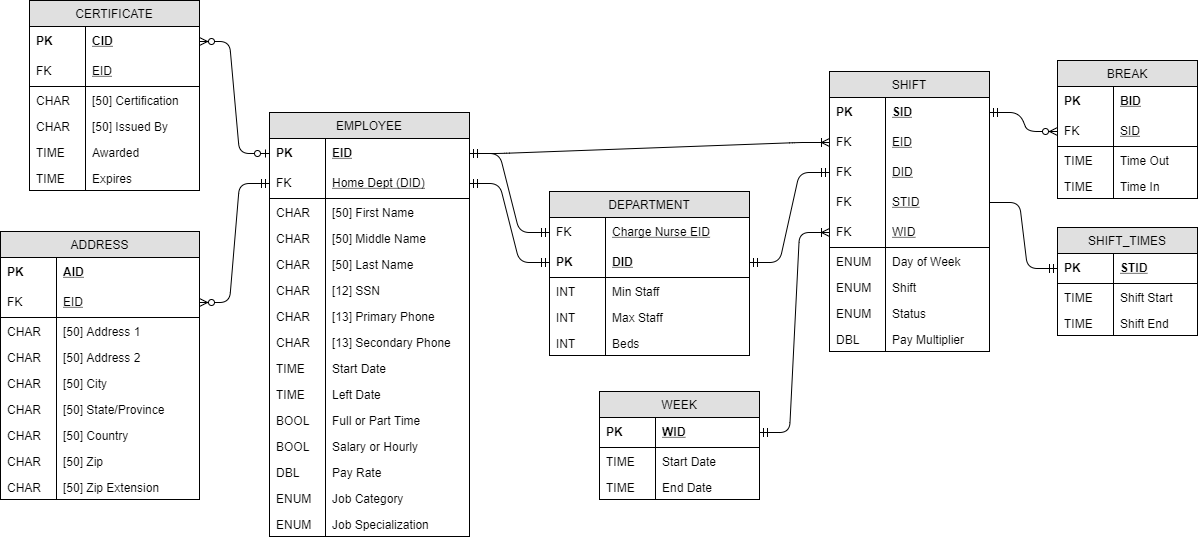 CERTIFICATE
PK CID
FK EID
CHAR [50] Certification
CHAR [50] Issued By
TIME Awarded
TIME Expires
ADDRESS
PK AID
FK EID
CHAR [50] Address 1
CHAR [50] Address 2
CHAR [50] City
CHAR [50] State/Province
CHAR [50] Country
CHAR [50] Zip
CHAR [50] Zip Extension
EMPLOYEE
PK EID
FK Home Dept (DID)
CHAR [50] First Name
CHAR [50] Middle Name
CHAR [50] Last Name
CHAR [12] SSN
CHAR [13] Primary Phone
CHAR [13] Secondary Phone
TIME Start Date
TIME Left Date
BOOL Full or Part Time
BOOL Salary or Hourly
DBL Pay Rate
ENUM Job Category
ENUM Job Specialization
DEPARTMENT
FK Charge Nurse EID
PK DID
INT Min Staff
INT Max Staff
INT Beds
WEEK
PK WID
TIME Start Date
TIME End Date
SHIFT
PK SID
FK EID
FK DID
FK STID
FK WID
ENUM Day of Week
ENUM Shift
ENUM Status
DBL Pay Multiplier
BREAK
PK BID
FK SID
TIME Time Out
TIME Time In
SHIFT_TIMES
PK STID
TIME Shift Start
TIME Shift End